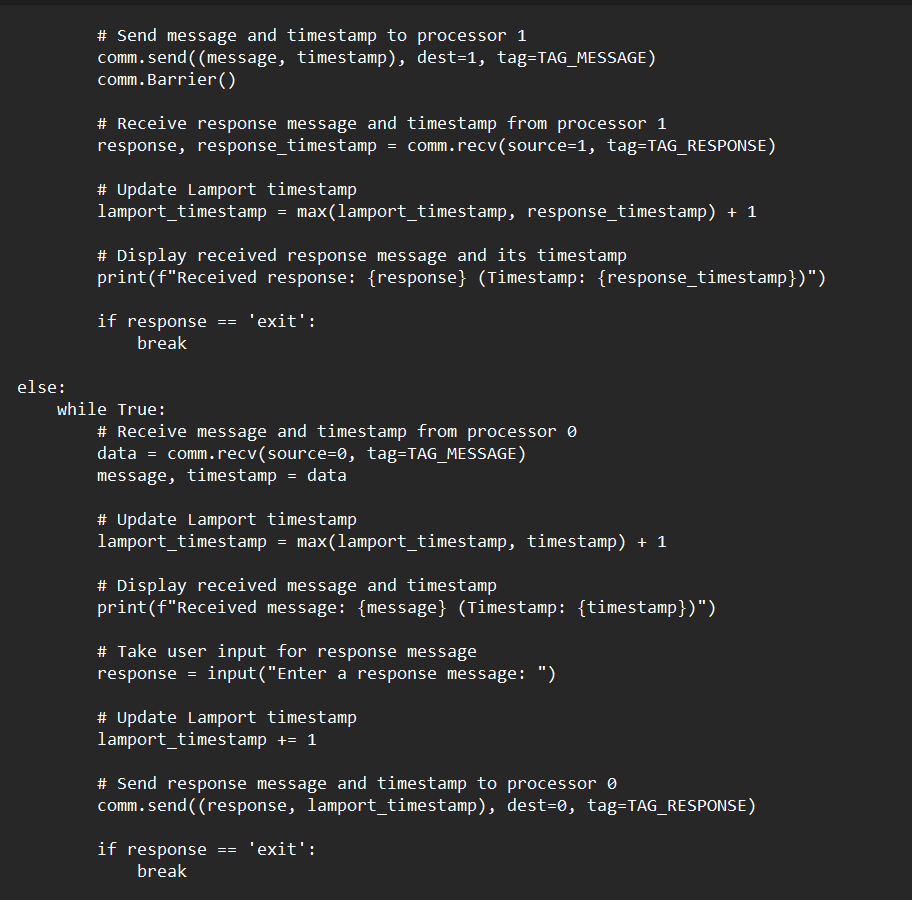 # Send message and timestamp to processor 1
        comm.send((message, timestamp), dest=1, tag=TAG_MESSAGE)
        comm.Barrier()

        # Receive response message and timestamp from processor 1
        response, response_timestamp = comm.recv(source=1, tag=TAG_RESPONSE)

        # Update Lamport timestamp
        lamport_timestamp = max(lamport_timestamp, response_timestamp) + 1

        # Display received response message and its timestamp
        print(f"Received response: {response} (Timestamp: {response_timestamp})")

        if response == 'exit':
            break

else:
    while True:
        # Receive message and timestamp from processor 0
        data = comm.recv(source=0, tag=TAG_MESSAGE)
        message, timestamp = data

        # Update Lamport timestamp
        lamport_timestamp = max(lamport_timestamp, timestamp) + 1

        # Display received message and timestamp
        print(f"Received message: {message} (Timestamp: {timestamp})")

        # Take user input for response message
        response = input("Enter a response message: ")

        # Update Lamport timestamp
        lamport_timestamp += 1

        # Send response message and timestamp to processor 0
        comm.send((response, lamport_timestamp), dest=0, tag=TAG_RESPONSE)

        if response == 'exit':
            break